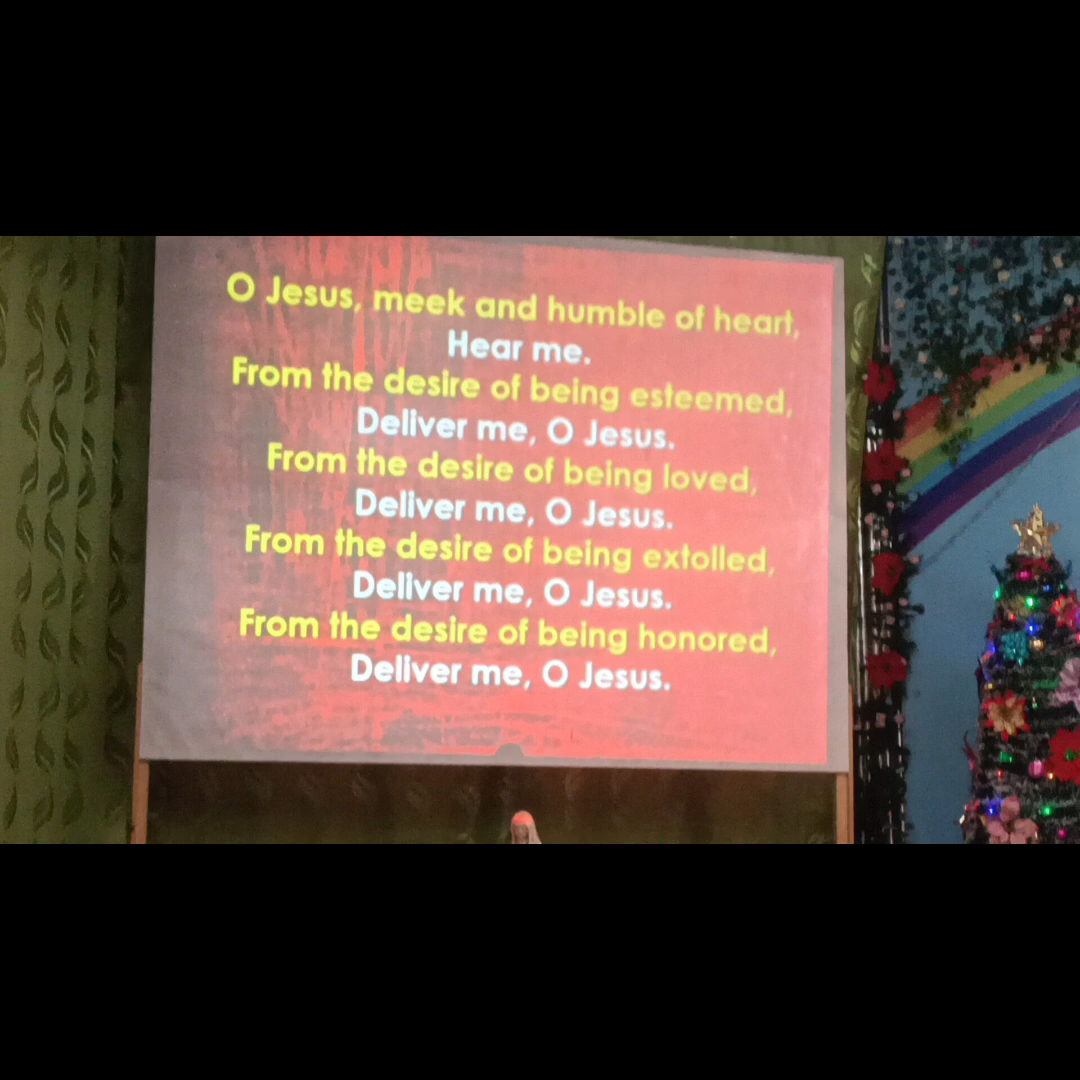 O Jesus, meek and humble of heart,
Hear me.
From the desire of being esteemed,
Deliver me, O Jesus.
From the desire of being loved,
Deliver me, O Jesus.
From the desire of being extolled,
Deliver me, O Jesus.
From the desire of being honored,
Deliver me, O Jesus.